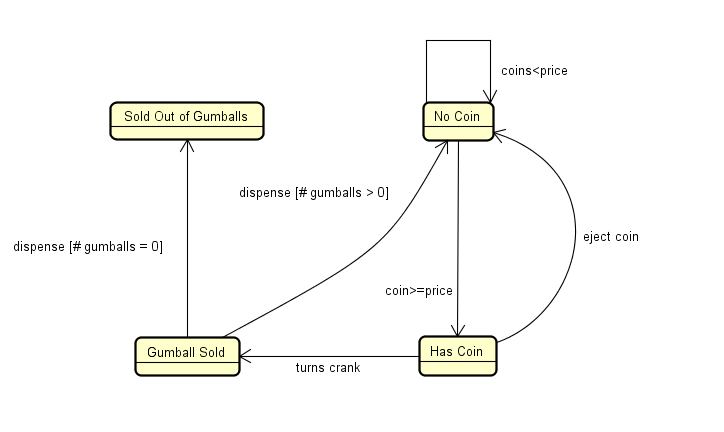 coins<price
Sold Out of Gumballs
No Coin
dispense [# gumballs > 0]
eject coin
dispense [# gumballs = 0]
coin>=price
Gumball Sold
Has Coin
turns crank